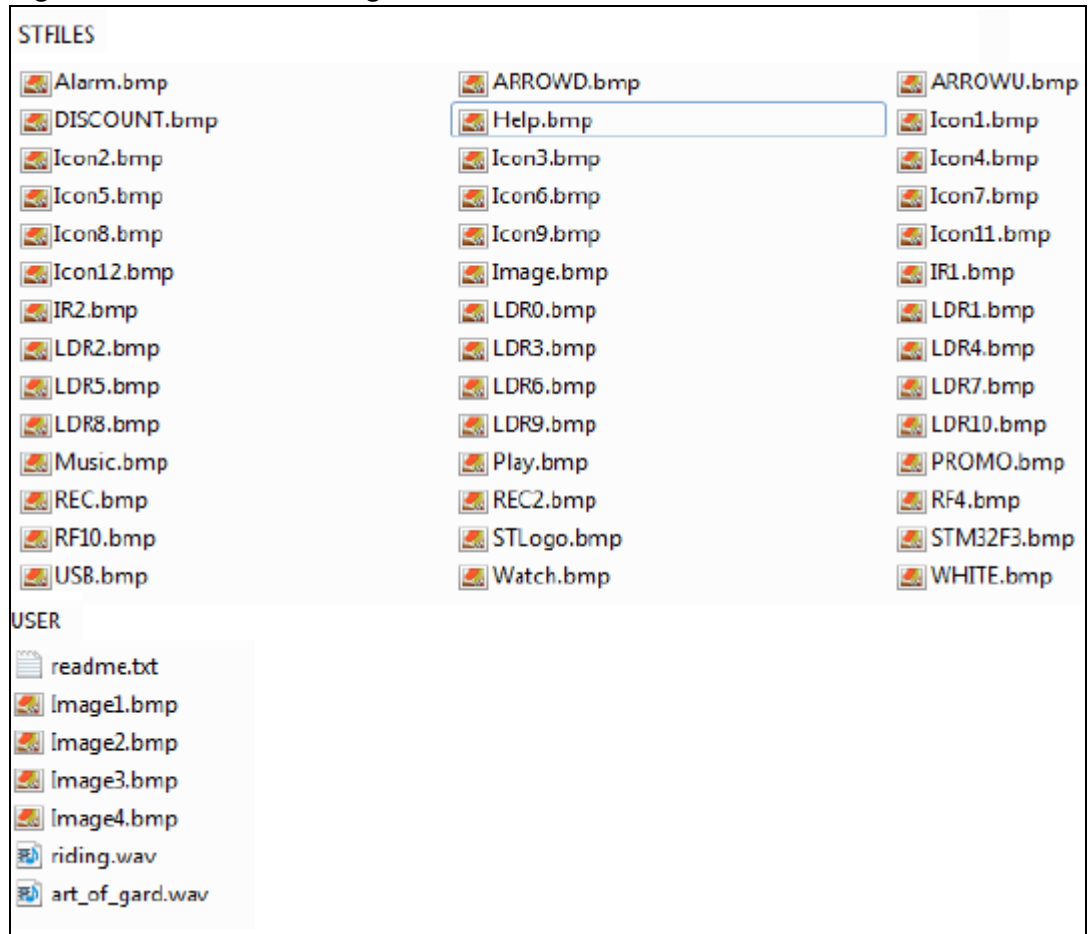 STFILES
Alarm.bmp ARROWD.bmp ARROWU.bmp
DISCOUNT.bmp Help.bmp Icon1.bmp
Icon2.bmp Icon3.bmp Icon4.bmp
Icon5.bmp Icon6.bmp Icon7.bmp
Icon8.bmp Icon9.bmp Icon11.bmp
Icon12.bmp Image.bmp IR1.bmp
IR2.bmp LDR0.bmp LDR1.bmp
LDR2.bmp LDR3.bmp LDR4.bmp
LDR5.bmp LDR6.bmp LDR7.bmp
LDR8.bmp LDR9.bmp LDR10.bmp
Music.bmp Play.bmp PROMO.bmp
REC.bmp REC2.bmp RF4.bmp
RF10.bmp STLogo.bmp STM32F3.bmp
USB.bmp Watch.bmp WHITE.bmp
USER
readme.txt
Image1.bmp
Image2.bmp
Image3.bmp
Image4.bmp
riding.wav
art_of_gard.wav